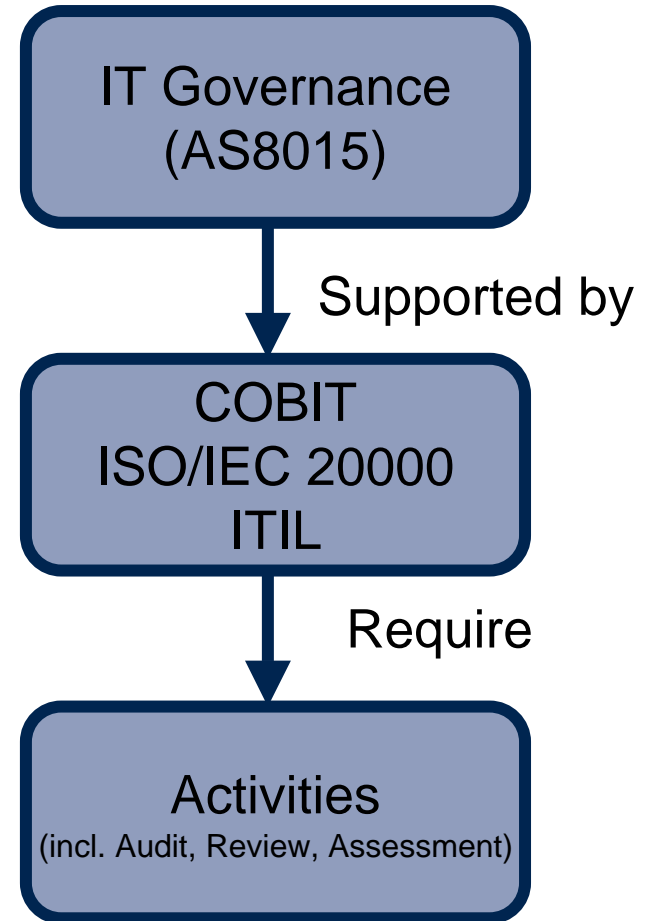 IT Governance
(AS8015)
Supported by
COBIT
ISO/IEC 20000
ITIL
Require
Activities
(incl. Audit, Review, Assessment)